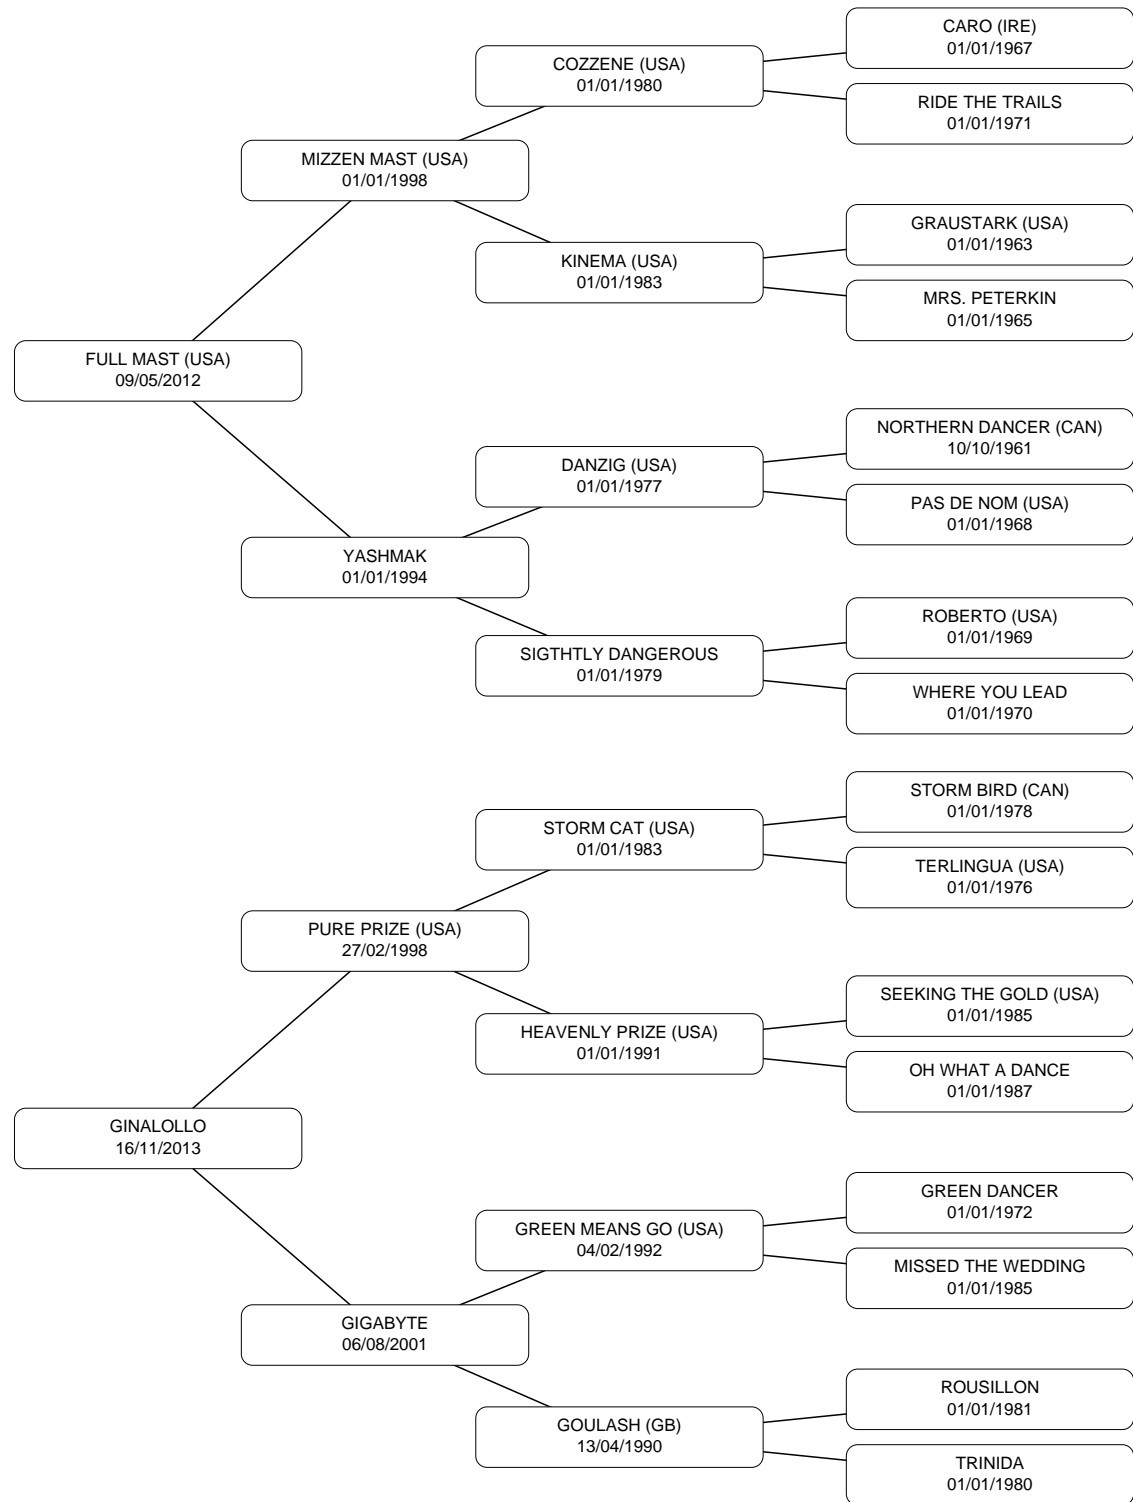 CARO (IRE)
01/01/1967
COZZENE (USA)
01/01/1980
RIDE THE TRAILS
01/01/1971
MIZZEN MAST (USA)
01/01/1998
GRAUSTARK (USA)
01/01/1963
KINEMA (USA)
01/01/1983
MRS. PETERKIN
01/01/1965
FULL MAST (USA)
09/05/2012
NORTHERN DANCER (CAN)
10/10/1961
DANZIG (USA)
01/01/1977
PAS DE NOM (USA)
01/01/1968
YASHMAK
01/01/1994
ROBERTO (USA)
01/01/1969
SIGTHTLY DANGEROUS
01/01/1979
WHERE YOU LEAD
01/01/1970
STORM BIRD (CAN)
01/01/1978
STORM CAT (USA)
01/01/1983
TERLINGUA (USA)
01/01/1976
PURE PRIZE (USA)
27/02/1998
SEEKING THE GOLD (USA)
01/01/1985
HEAVENLY PRIZE (USA)
01/01/1991
OH WHAT A DANCE
01/01/1987
GINALOLLO
16/11/2013
GREEN DANCER
01/01/1972
GREEN MEANS GO (USA)
04/02/1992
MISSED THE WEDDING
01/01/1985
GIGABYTE
06/08/2001
ROUSILLON
01/01/1981
GOULASH (GB)
13/04/1990
TRINIDA
01/01/1980